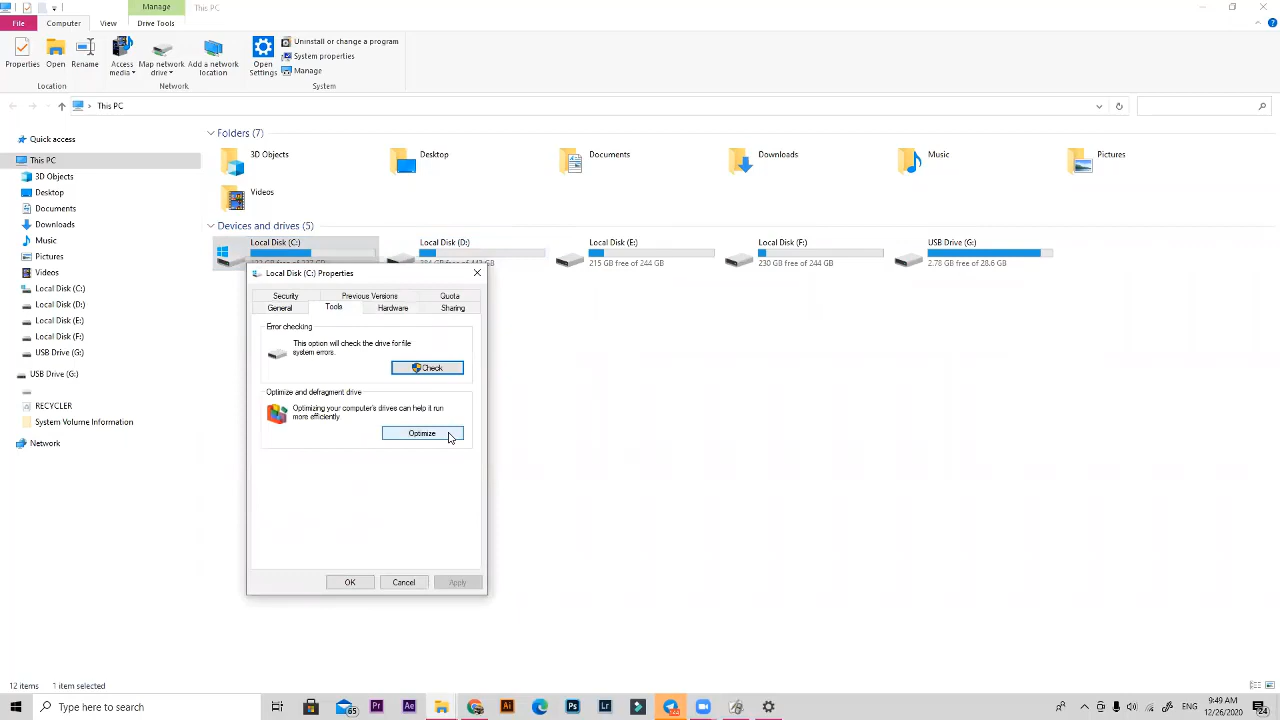 Manage
This PC
File
Computer
View
Drive Tools
Properties
Open
Rename
Access media
Map network drive
Add a network location
Open Settings
Uninstall or change a program
System properties
Manage
Location
Network
System
This PC
Quick access
This PC
3D Objects
Desktop
Documents
Downloads
Music
Pictures
Videos
Local Disk (C:)
Local Disk (D:)
Local Disk (E:)
Local Disk (F:)
USB Drive (G:)
USB Drive (G:)
RECYCLER
System Volume Information
Network
Folders (7)
3D Objects
Desktop
Documents
Downloads
Music
Pictures
Videos
Devices and drives (5)
Local Disk (C:)
Local Disk (D:)
Local Disk (E:)
215 GB free of 244 GB
Local Disk (F:)
230 GB free of 244 GB
USB Drive (G:)
2.78 GB free of 28.6 GB
Local Disk (C:) Properties
Security
Previous Versions
Quota
General
Tools
Hardware
Sharing
Error checking
This option will check the drive for file
system errors.
Check
Optimize and defragment drive
Optimizing your computer's drives can help it run
more efficiently
Optimize
OK
Cancel
Apply
12 items
1 item selected
Type here to search
65
Pr
Ae
Ai
Ps
Lr
ENG
9:49 AM
12/26/2020
24